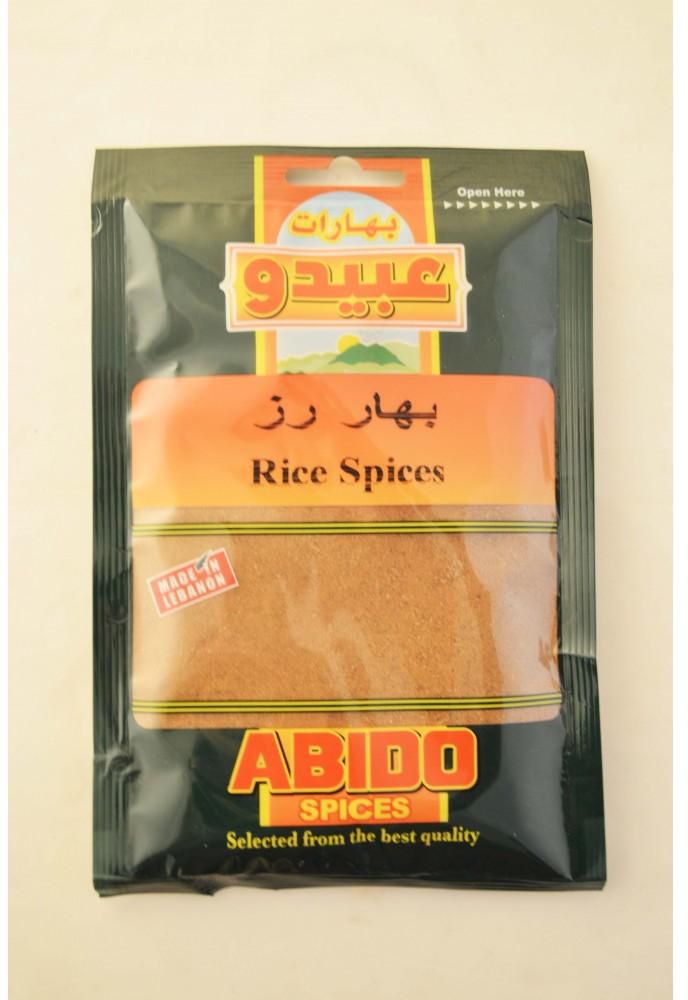 Open Here
بهارات
عبيدو
بهار رز
Rice Spices
MADE IN
LEBANON
ABIDO
SPICES
Selected from the best quality